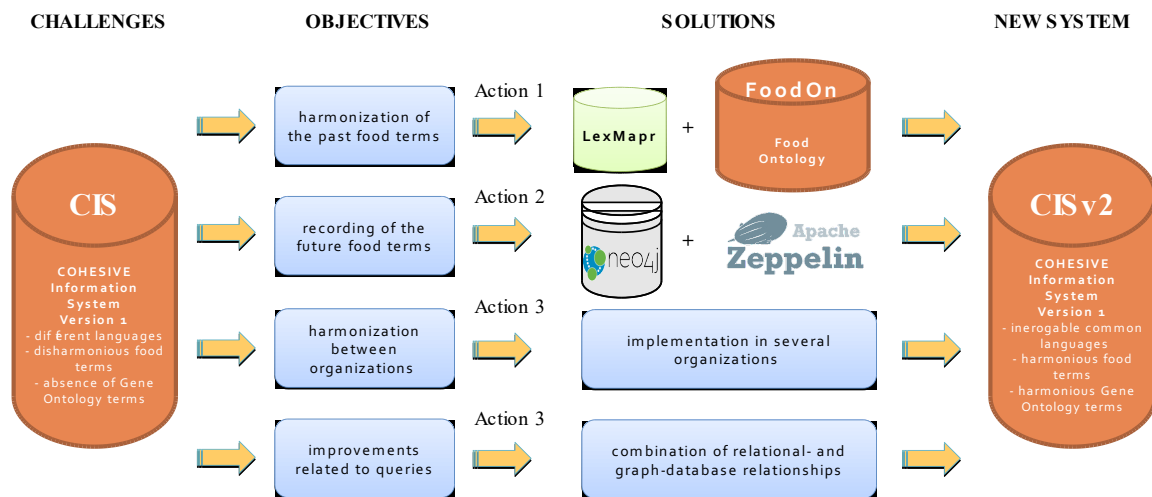 CHALLENGES
OBJECTIVES
SOLUTIONS
NEW SYSTEM
CIS
COHESIVE
Information
System
Version 1
- different languages
- disharmonious food
terms
- absence of Gene
Ontology terms
harmonization of
the past food terms
Action 1
LexMapr
+
FoodOn
Food
Ontology
recording of the
future food terms
Action 2
neo4j
+
Apache
Zeppelin
harmonization
between
organizations
Action 3
implementation in several
organizations
improvements
related to queries
Action 3
combination of relational- and
graph-database relationships
CIS v2
COHESIVE
Information
System
Version 1
- inerogable common
languages
- harmonious food
terms
- harmonious Gene
Ontology terms